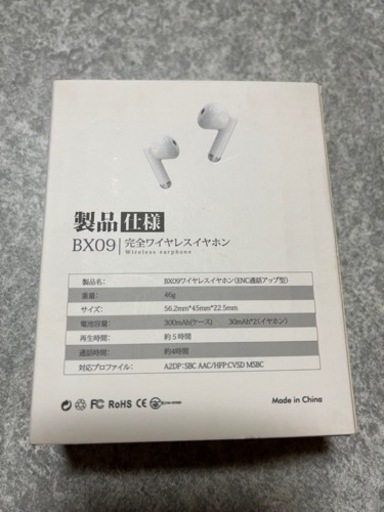 製品 仕様
BX09 完全ワイヤレスイヤホン
Wireless earphone
製品名： BX09ワイヤレスイヤホン（ENC通話アップ型）
重量： 46g
サイズ： 56.2mm*45mm*22.5mm
電池容量： 300mAh(ケース) 30mAh*2（イヤホン）
再生時間： 約5時間
通話時間： 約4時間
対応プロファイル： A2DP：SBC AAC/HFP:CVSD MSBC
FC RoHS CE Made in China